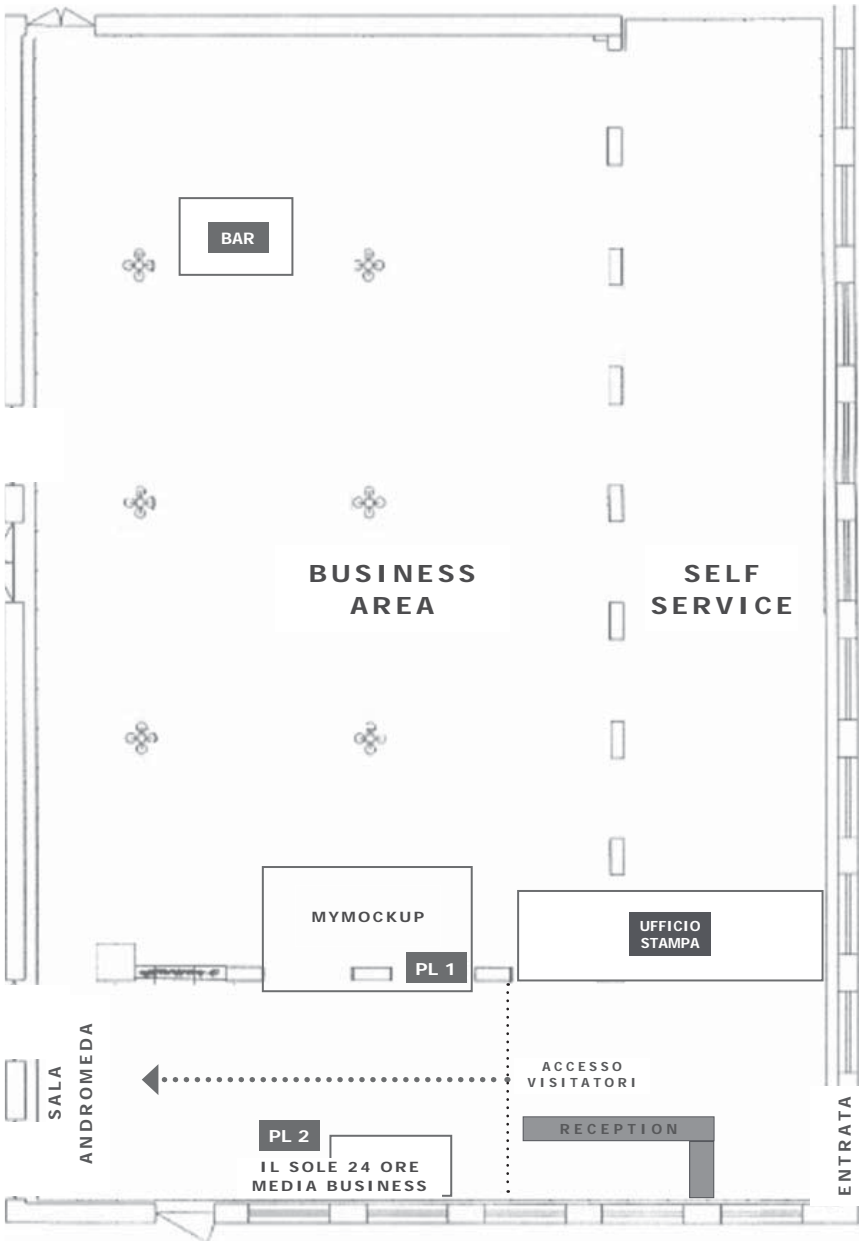 BAR
BUSINESS
AREA
SELF
SERVICE
MYMOCKUP
UFFICIO
STAMPA
PL 1
SALA
ANDROMEDA
ACCESSO
VISITATORI
ENTRATA
RECEPTION
PL 2
IL SOLE 24 ORE
MEDIA BUSINESS